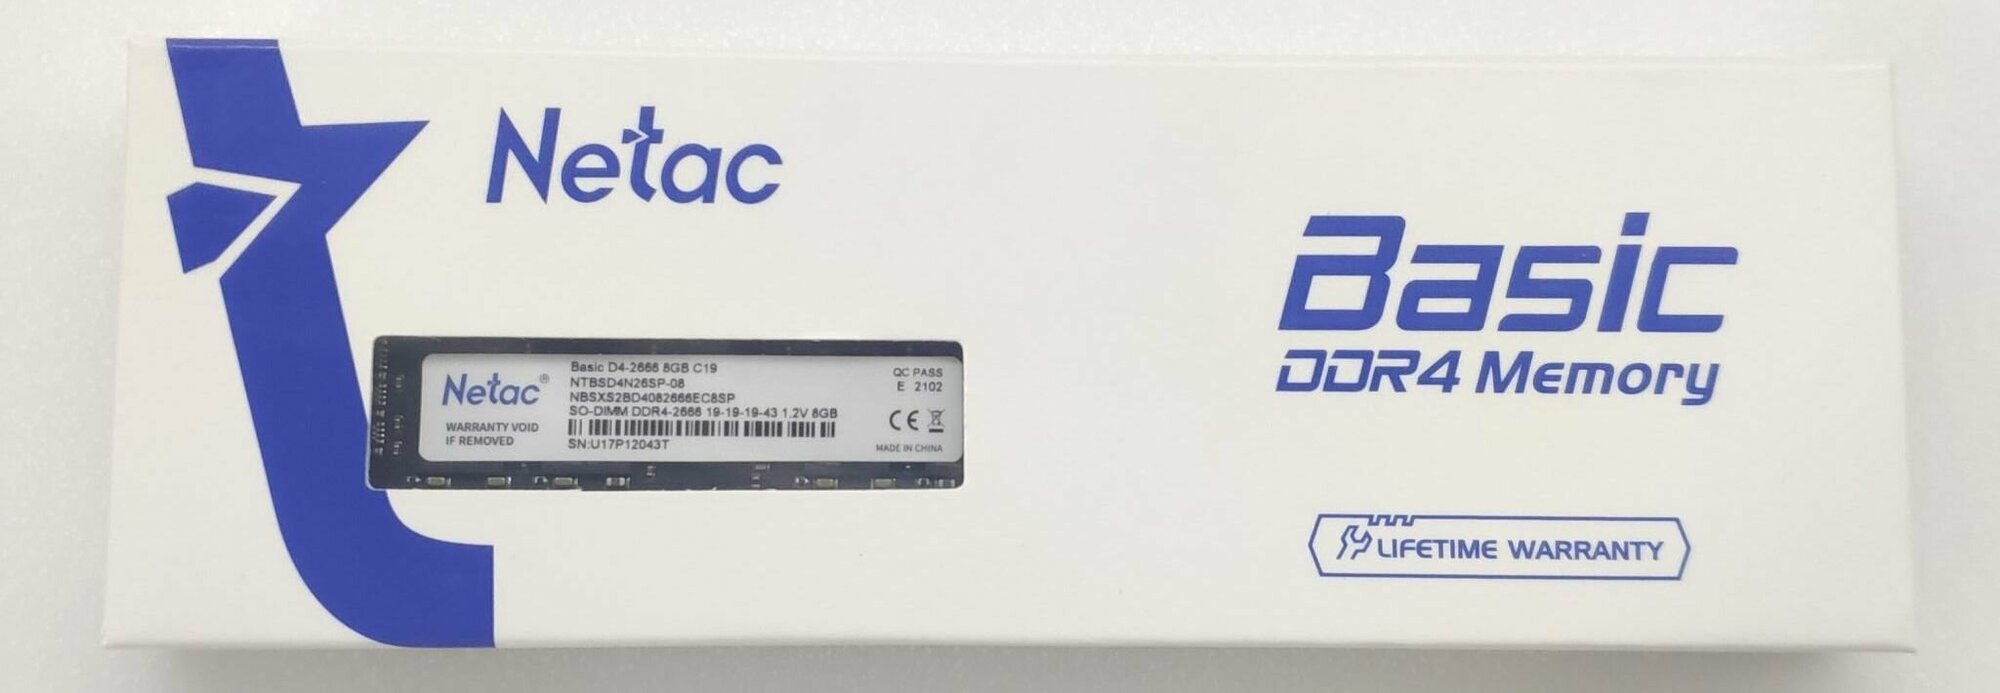 Netac
Basic
DDR4 Memory
Netac®
WARRANTY VOID
IF REMOVED
Basic D4-2666 8GB C19
NTBSD4N26SP-08
NBSXS2BD4082666EC8SP
SO-DIMM DDR4-2666 19-19-19-43 1.2V 8GB
SN:U17P12043T
QC PASS
E 2102
CE
MADE IN CHINA
LIFETIME WARRANTY